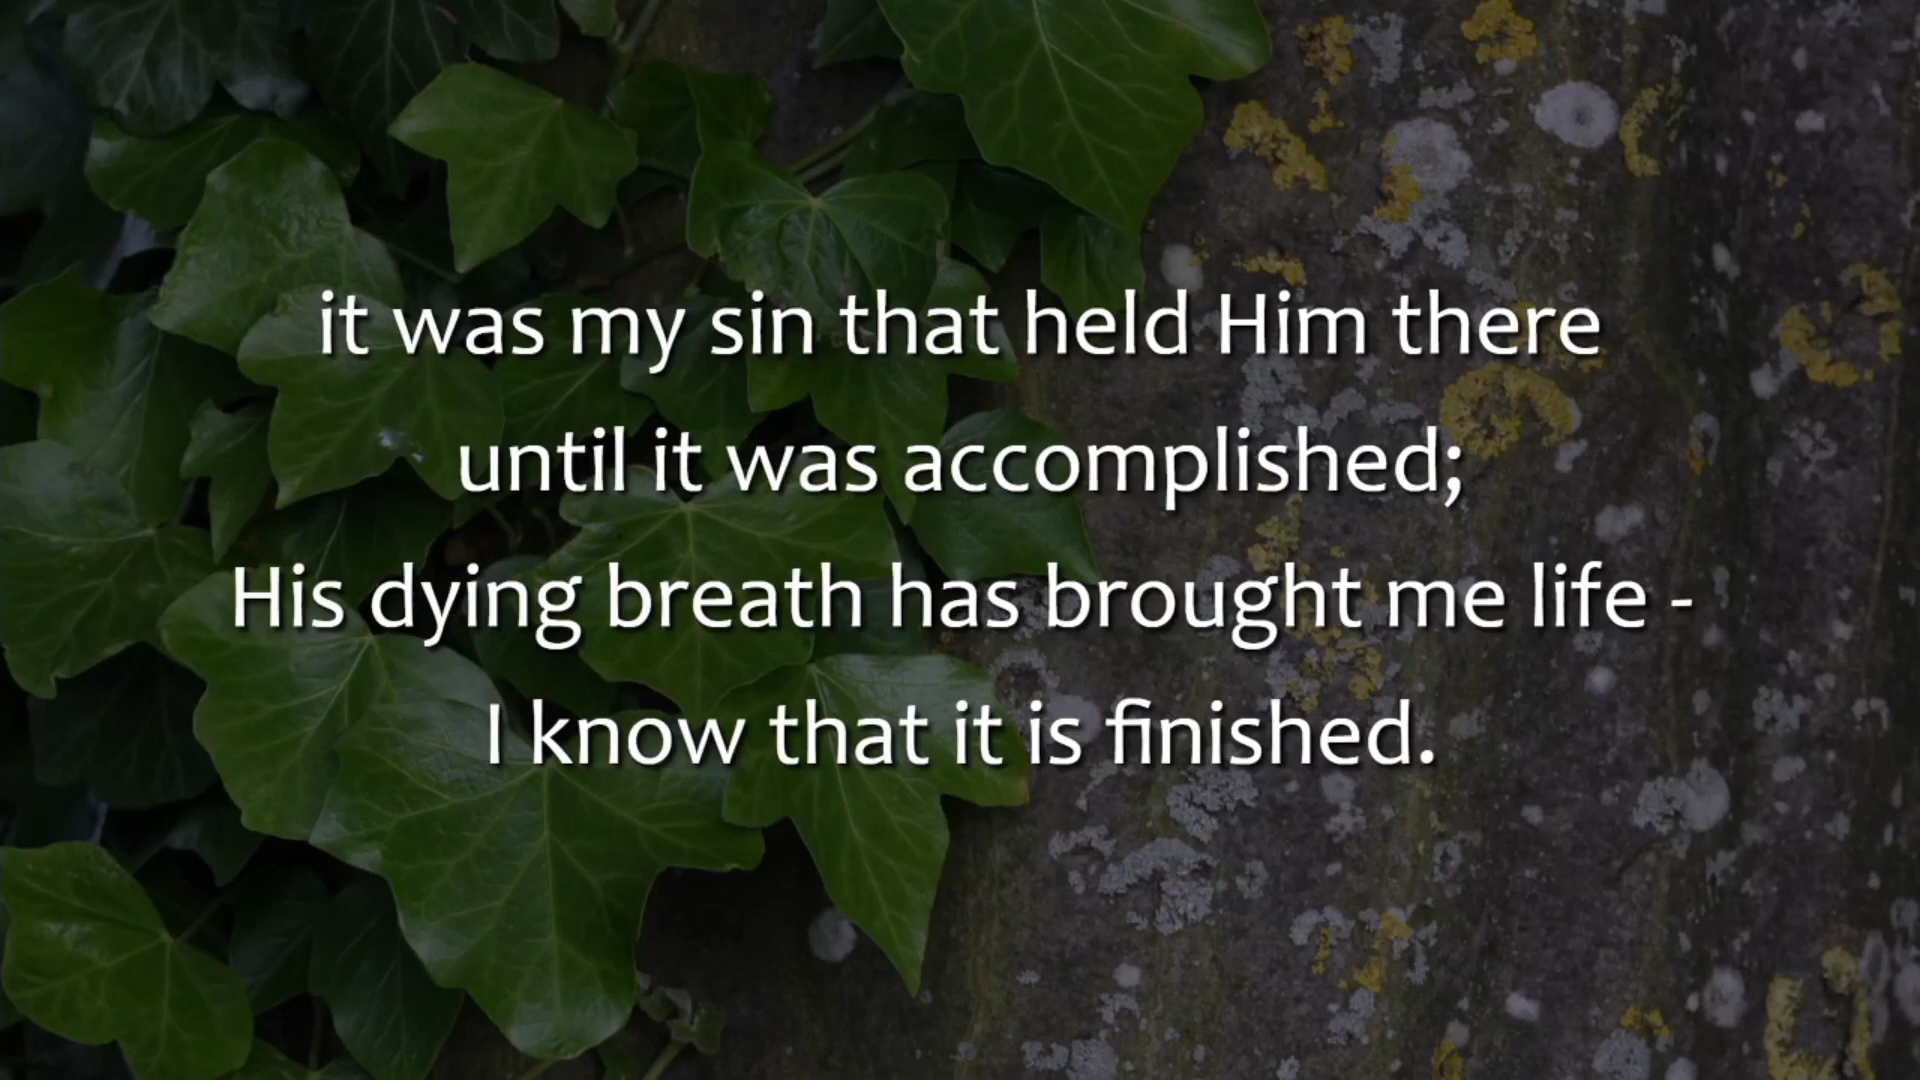 it was my sin that held Him there
until it was accomplished;
His dying breath has brought me life -
I know that it is finished.